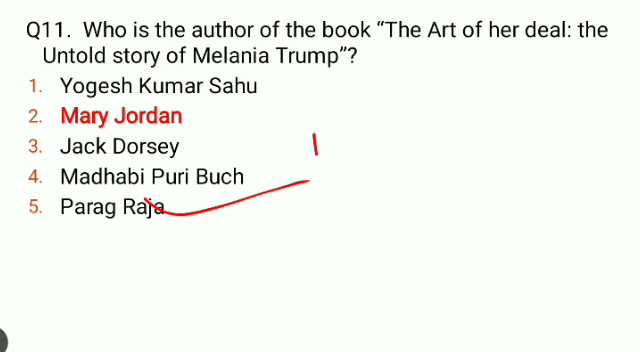 Q11. Who is the author of the book “The Art of her deal: the
Untold story of Melania Trump”?
1. Yogesh Kumar Sahu
2. Mary Jordan
3. Jack Dorsey
4. Madhabi Puri Buch
5. Parag Raja